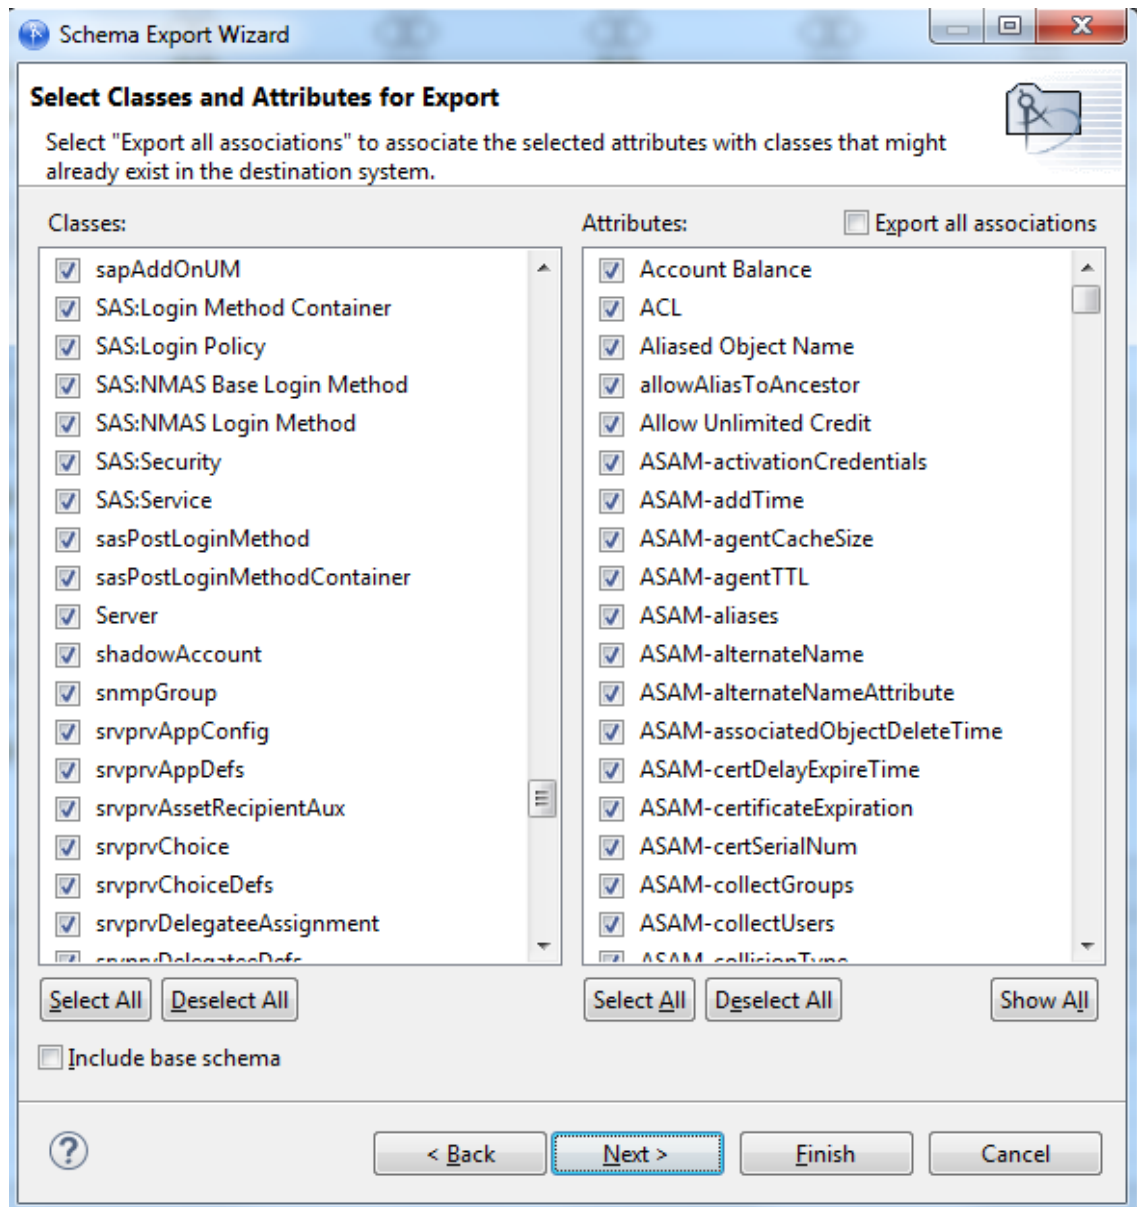 Schema Export Wizard
Select Classes and Attributes for Export
Select "Export all associations" to associate the selected attributes with classes that might
already exist in the destination system.
Classes:
sapAddOnUM
SAS:Login Method Container
SAS:Login Policy
SAS:NMAS Base Login Method
SAS:NMAS Login Method
SAS:Security
SAS:Service
sasPostLoginMethod
sasPostLoginMethodContainer
Server
shadowAccount
snmpGroup
srvprvAppConfig
srvprvAppDefs
srvprvAssetRecipientAux
srvprvChoice
srvprvChoiceDefs
srvprvDelegateeAssignment
srvprvDelegateeDefs
Select All
Deselect All
Include base schema
Attributes:
Export all associations
Account Balance
ACL
Aliased Object Name
allowAliasToAncestor
Allow Unlimited Credit
ASAM-activationCredentials
ASAM-addTime
ASAM-agentCacheSize
ASAM-agentTTL
ASAM-aliases
ASAM-alternateName
ASAM-alternateNameAttribute
ASAM-associatedObjectDeleteTime
ASAM-certDelayExpireTime
ASAM-certificateExpiration
ASAM-certSerialNum
ASAM-collectGroups
ASAM-collectUsers
ASAM-collisionType
Select All
Deselect All
Show All
?
< Back
Next >
Finish
Cancel